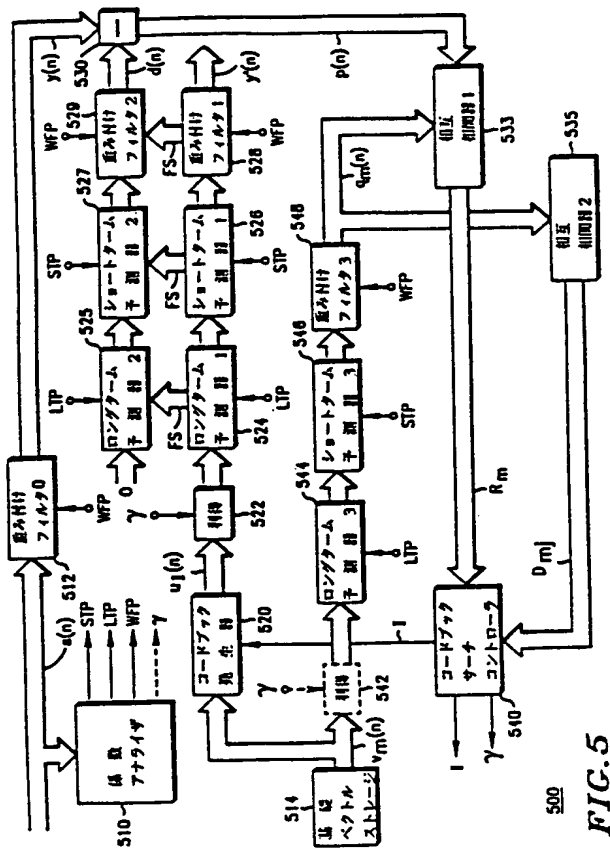 s(n)
係数
アナライザ
510
STP
LTP
WFP
γ
重み付け
フィルタ0
512
WFP
y(n)
−
530
0
ロングターム
予測器 2
525
LTP
ショートターム
予測器 2
527
STP
重み付け
フィルタ2
529
WFP
d(n)
FS
FS
FS
基礎
ベクトル
ストレージ
514
コードブック
発生器
520
u_I(n)
γ
利得
522
ロングターム
予測器 1
524
LTP
ショートターム
予測器 1
526
STP
重み付け
フィルタ1
528
WFP
y'(n)
p(n)
v_m(n)
γ
利得
542
ロングターム
予測器 3
544
LTP
ショートターム
予測器 3
546
STP
重み付け
フィルタ3
548
WFP
q_m(n)
相互
相関器1
533
相互
相関器2
535
R_m
D_mj
I
コードブック
サーチ
コントローラ
540
I
γ
500
FIG.5